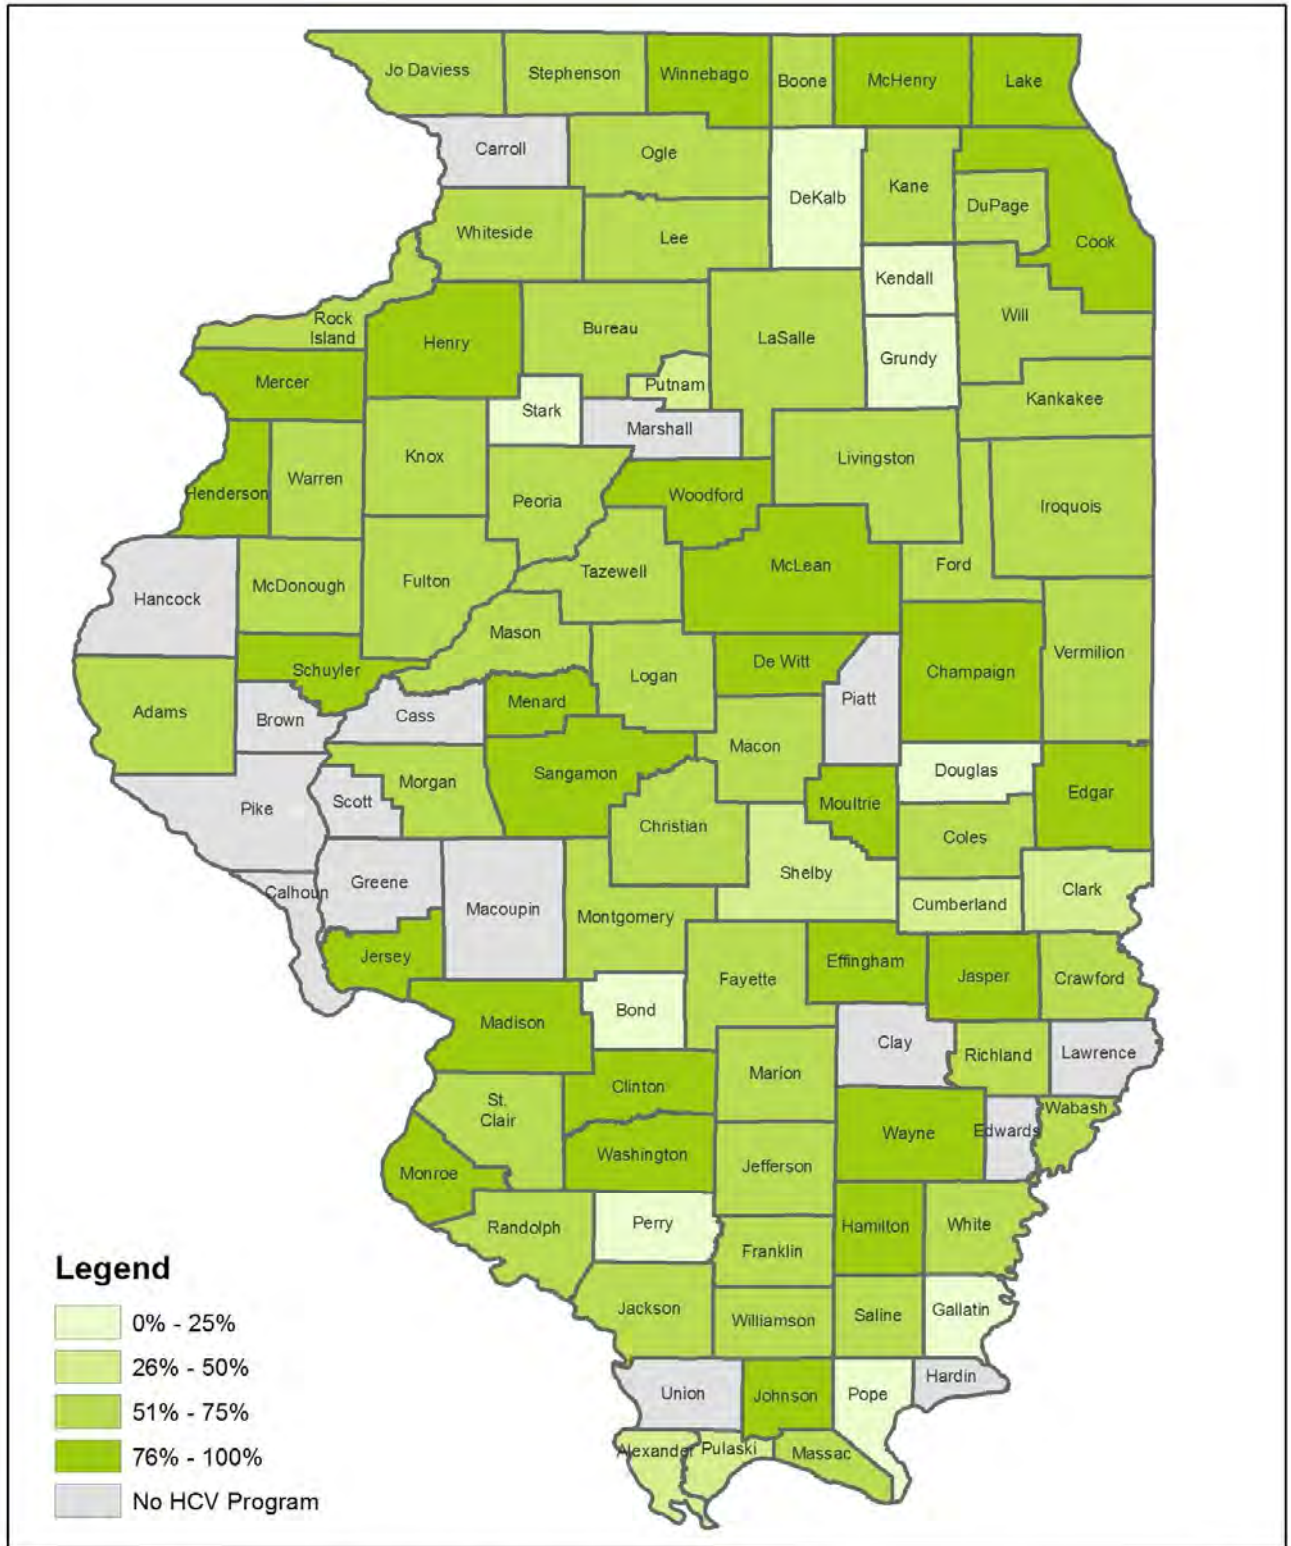 Jo Daviess
Stephenson
Winnebago
Boone
McHenry
Lake
Carroll
Ogle
DeKalb
Kane
DuPage
Cook
Whiteside
Lee
Kendall
Rock
Island
Henry
Bureau
LaSalle
Will
Grundy
Mercer
Putnam
Kankakee
Stark
Marshall
Henderson
Warren
Knox
Peoria
Woodford
Livingston
Iroquois
Hancock
McDonough
Fulton
Tazewell
McLean
Ford
Mason
Schuyler
Logan
De Witt
Champaign
Vermilion
Adams
Brown
Cass
Menard
Piatt
Macon
Douglas
Pike
Scott
Morgan
Sangamon
Christian
Moultrie
Edgar
Coles
Calhoun
Greene
Macoupin
Montgomery
Shelby
Cumberland
Clark
Jersey
Fayette
Effingham
Jasper
Crawford
Madison
Bond
Clay
Richland
Lawrence
St.
Clair
Clinton
Marion
Wayne
Edwards
Wabash
Monroe
Washington
Jefferson
Randolph
Perry
Franklin
Hamilton
White
Jackson
Williamson
Saline
Gallatin
Union
Johnson
Pope
Hardin
Alexander
Pulaski
Massac
Legend
0% - 25%
26% - 50%
51% - 75%
76% - 100%
No HCV Program